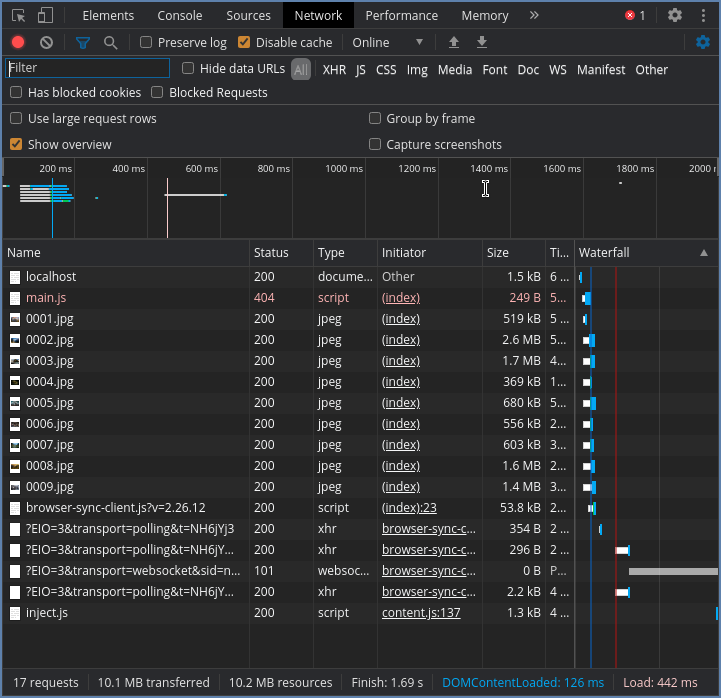 Elements Console Sources Network Performance Memory » 1
Preserve log Disable cache Online
Filter Hide data URLs All XHR JS CSS Img Media Font Doc WS Manifest Other
Has blocked cookies Blocked Requests
Use large request rows Group by frame
Show overview Capture screenshots
200 ms 400 ms 600 ms 800 ms 1000 ms 1200 ms 1400 ms 1600 ms 1800 ms 2000
Name Status Type Initiator Size Ti... Waterfall
localhost 200 docume... Other 1.5 kB 6 ...
main.js 404 script (index) 249 B 5...
0001.jpg 200 jpeg (index) 519 kB 5 ...
0002.jpg 200 jpeg (index) 2.6 MB 5...
0003.jpg 200 jpeg (index) 1.7 MB 4...
0004.jpg 200 jpeg (index) 369 kB 1...
0005.jpg 200 jpeg (index) 680 kB 5...
0006.jpg 200 jpeg (index) 556 kB 2...
0007.jpg 200 jpeg (index) 603 kB 3...
0008.jpg 200 jpeg (index) 1.6 MB 2...
0009.jpg 200 jpeg (index) 1.4 MB 3...
browser-sync-client.js?v=2.26.12 200 script (index):23 53.8 kB 2...
?EIO=3&transport=polling&t=NH6jYj3 200 xhr browser-sync-c... 354 B 2 ...
?EIO=3&transport=polling&t=NH6jY... 200 xhr browser-sync-c... 296 B 2 ...
?EIO=3&transport=websocket&sid=n... 101 websoc... browser-sync-c... 0 B P...
?EIO=3&transport=polling&t=NH6jY... 200 xhr browser-sync-c... 2.2 kB 4 ...
inject.js 200 script content.js:137 1.3 kB 4 ...
17 requests 10.1 MB transferred 10.2 MB resources Finish: 1.69 s DOMContentLoaded: 126 ms Load: 442 ms